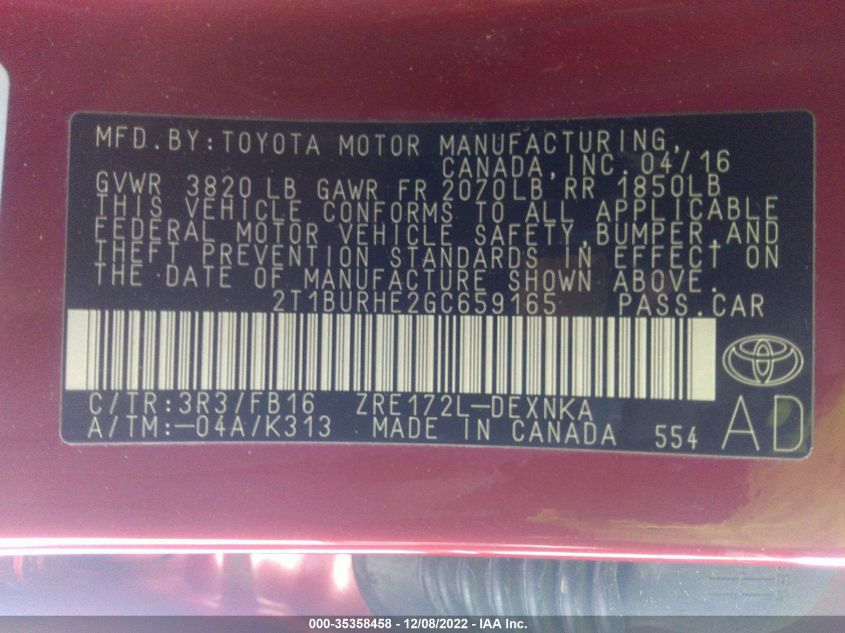 MFD.BY:TOYOTA MOTOR MANUFACTURING,
CANADA,INC.04/16
GVWR 3820LB GAWR FR 2070LB RR 1850LB
THIS VEHICLE CONFORMS TO ALL APPLICABLE
FEDERAL MOTOR VEHICLE SAFETY,BUMPER,AND
THEFT PREVENTION STANDARDS IN EFFECT ON
THE DATE OF MANUFACTURE SHOWN ABOVE.
2T1BURHE2GC659165 PASS.CAR
C/TR:3R3/FB16 ZRE172L-DEXNKA
A/TM:-04A/K313 MADE IN CANADA 554 AD
000-35358458 - 12/08/2022 - IAA Inc.